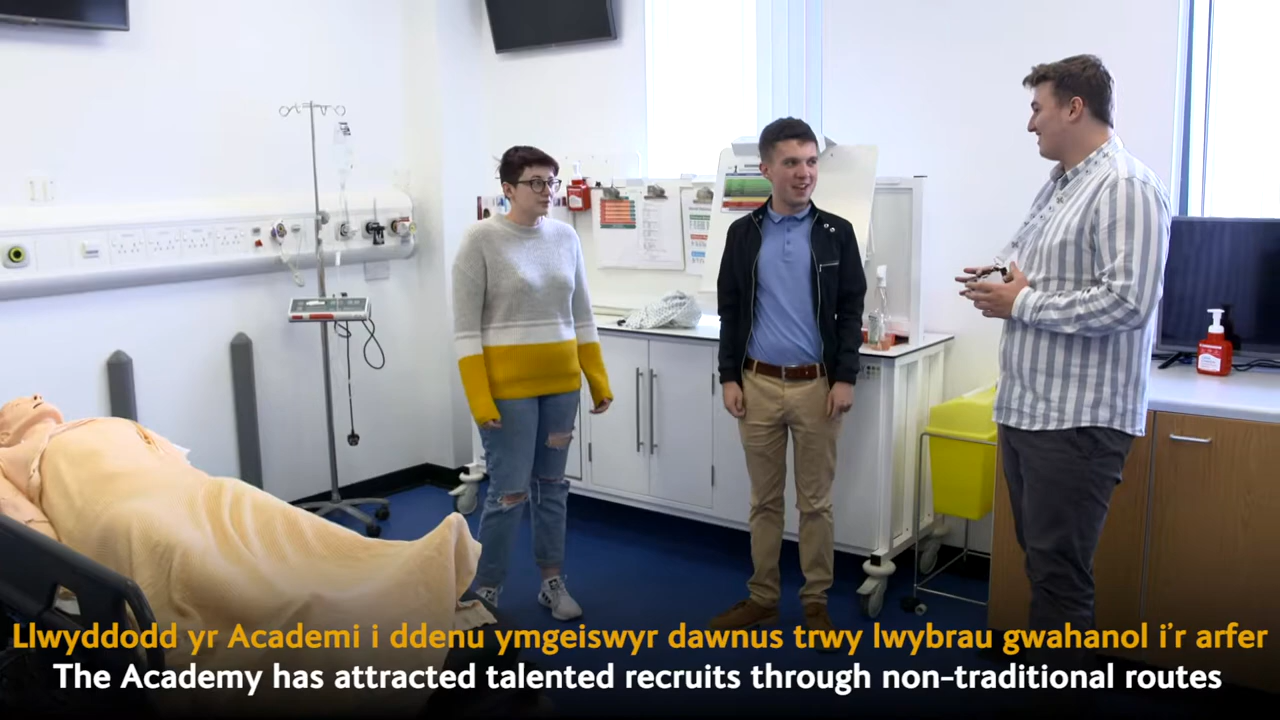 Llwyddodd yr Academi i ddenu ymgeiswyr dawnus trwy lwybrau gwahanol i'r arfer
The Academy has attracted talented recruits through non-traditional routes